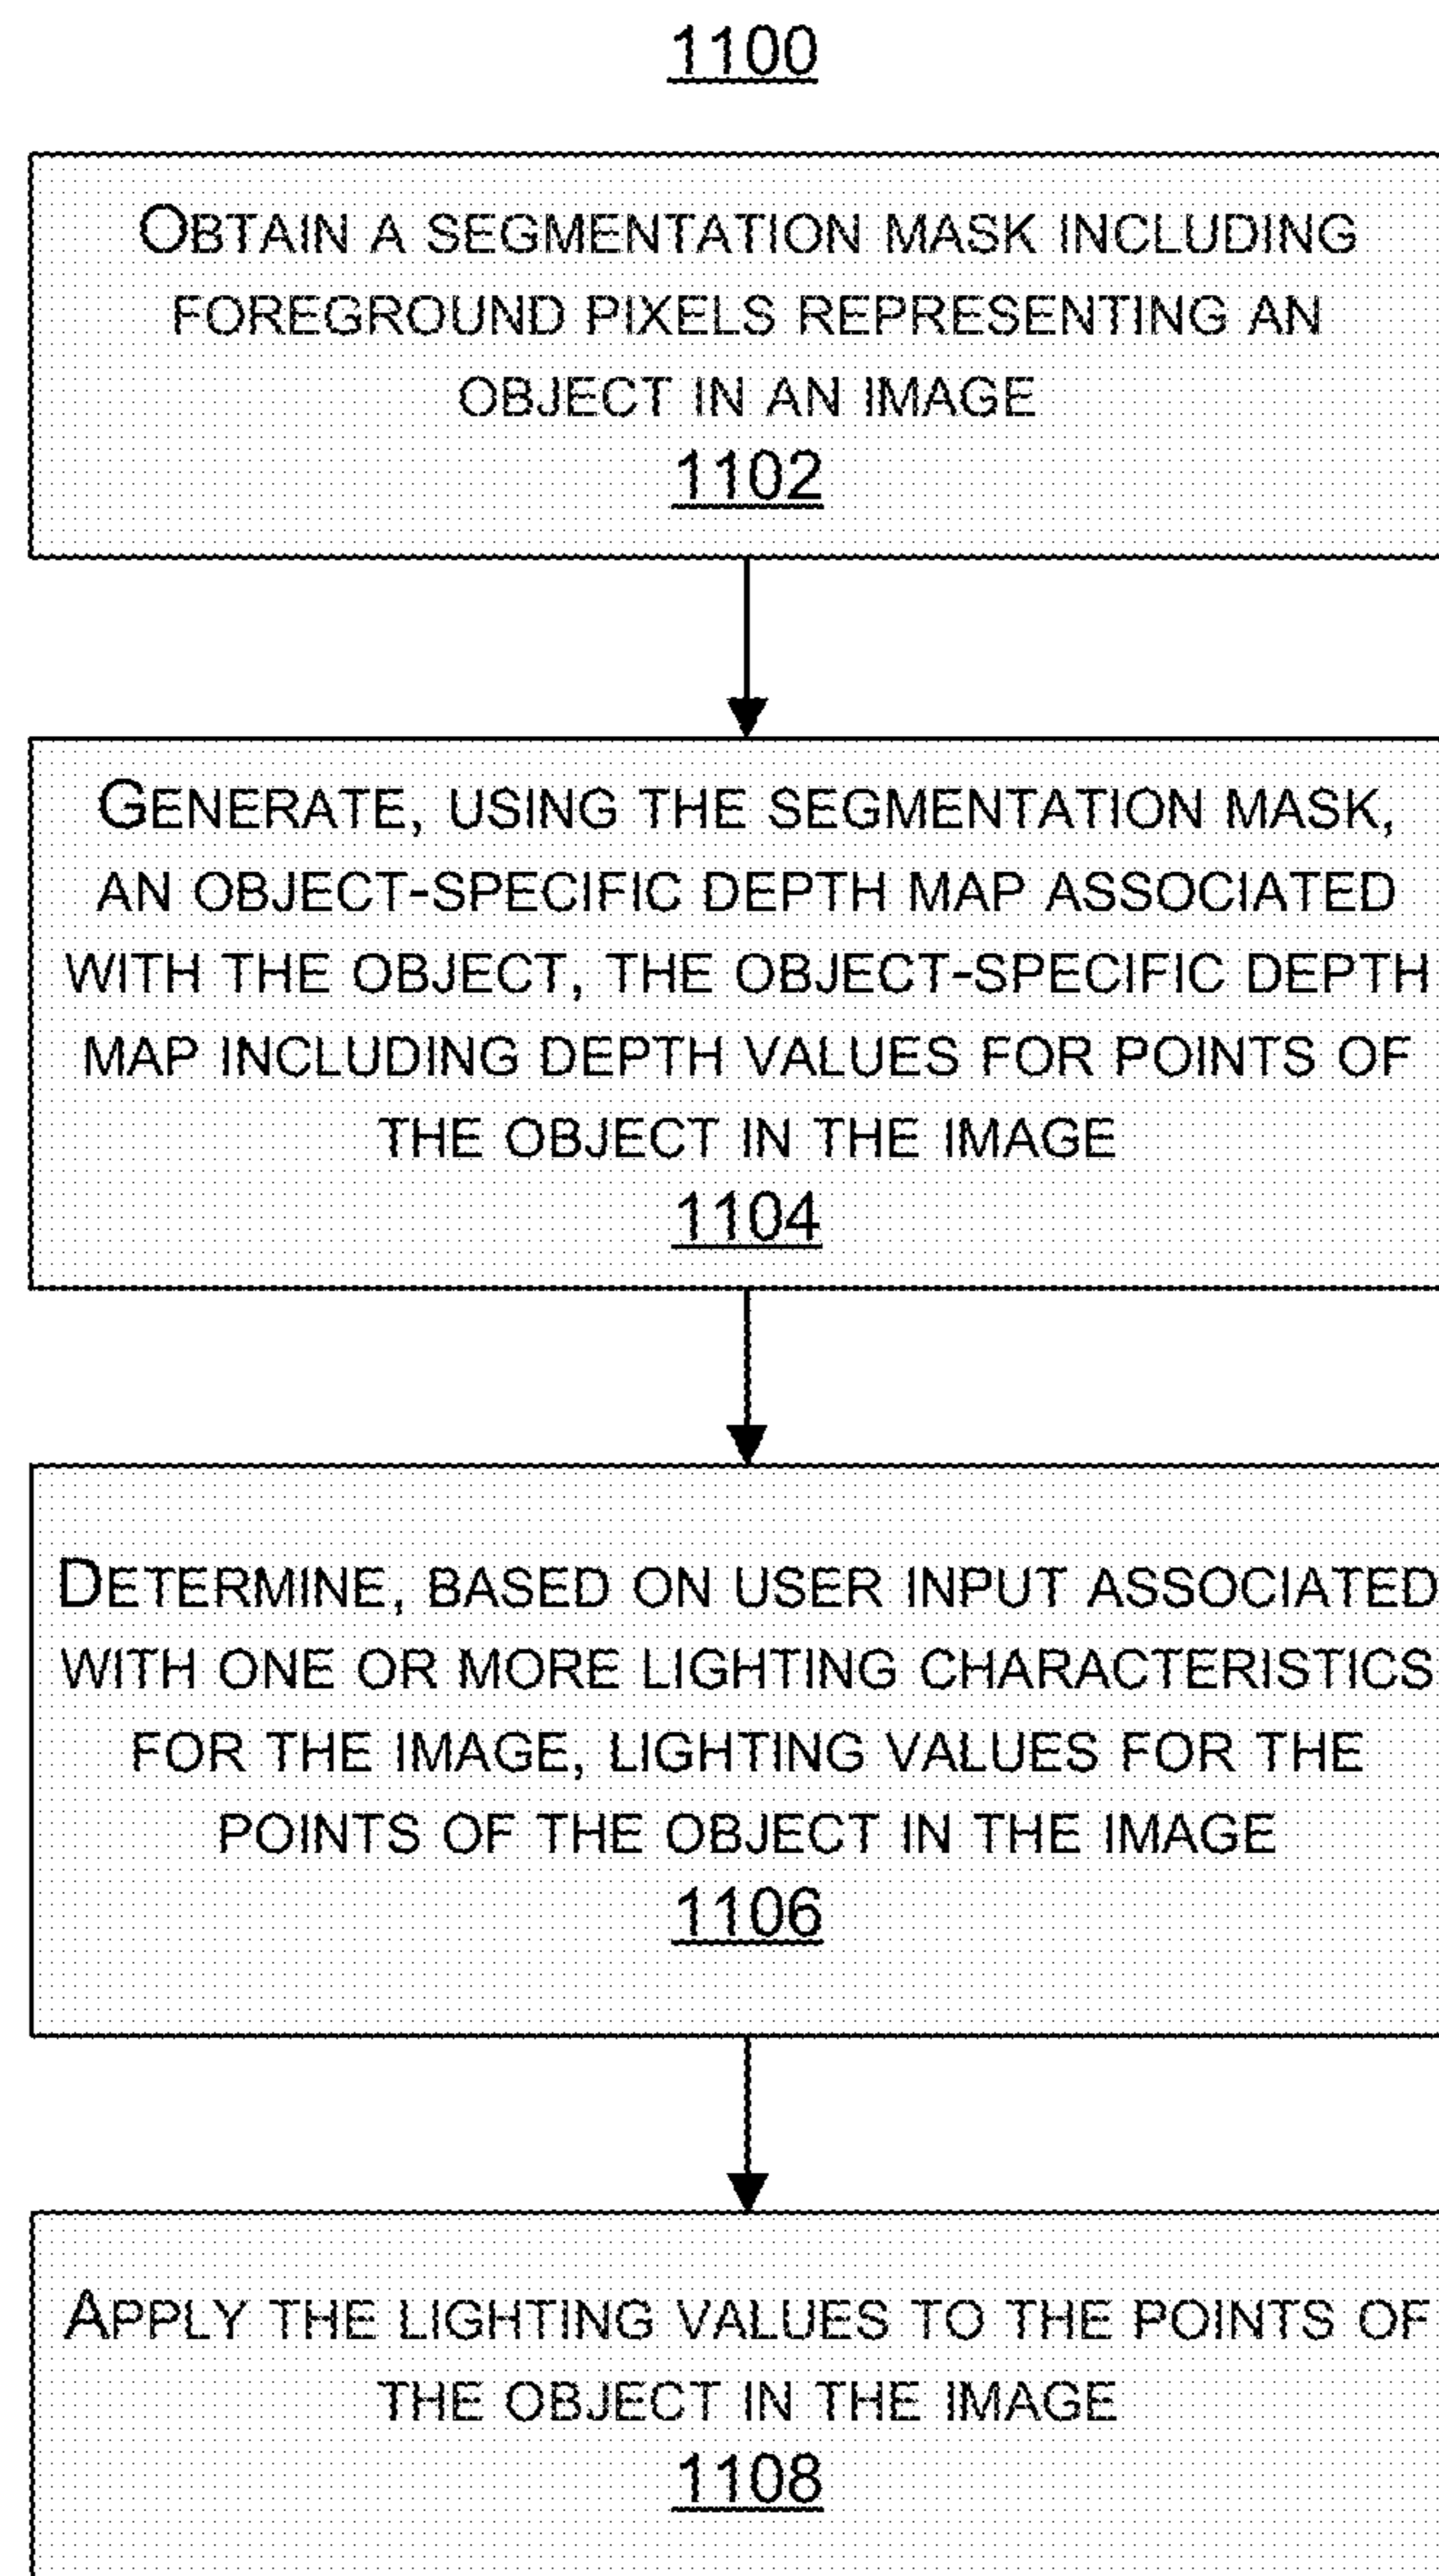 1100
OBTAIN A SEGMENTATION MASK INCLUDING
FOREGROUND PIXELS REPRESENTING AN
OBJECT IN AN IMAGE
1102
GENERATE, USING THE SEGMENTATION MASK,
AN OBJECT-SPECIFIC DEPTH MAP ASSOCIATED
WITH THE OBJECT, THE OBJECT-SPECIFIC DEPTH
MAP INCLUDING DEPTH VALUES FOR POINTS OF
THE OBJECT IN THE IMAGE
1104
DETERMINE, BASED ON USER INPUT ASSOCIATED
WITH ONE OR MORE LIGHTING CHARACTERISTICS
FOR THE IMAGE, LIGHTING VALUES FOR THE
POINTS OF THE OBJECT IN THE IMAGE
1106
APPLY THE LIGHTING VALUES TO THE POINTS OF
THE OBJECT IN THE IMAGE
1108